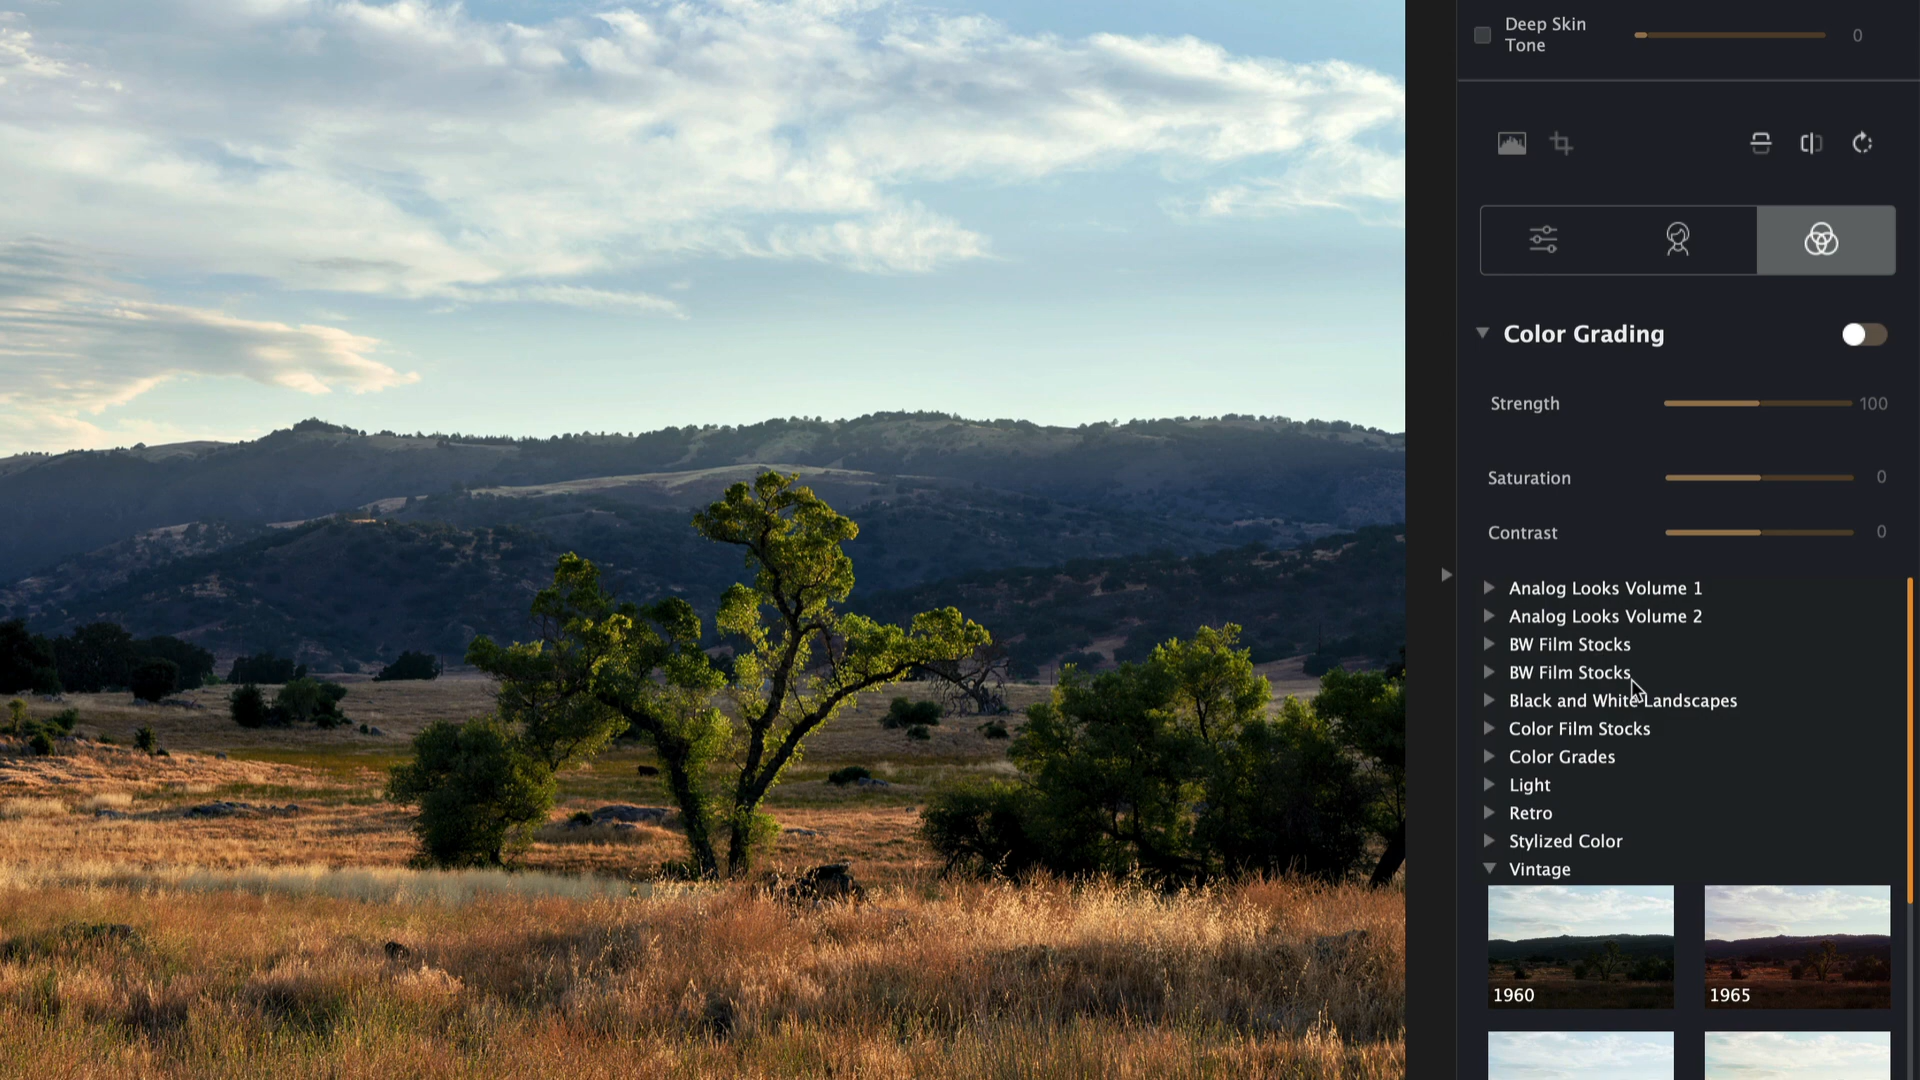 Deep Skin
Tone
0
Color Grading
Strength
100
Saturation
0
Contrast
0
Analog Looks Volume 1
Analog Looks Volume 2
BW Film Stocks
BW Film Stocks
Black and White Landscapes
Color Film Stocks
Color Grades
Light
Retro
Stylized Color
Vintage
1960
1965